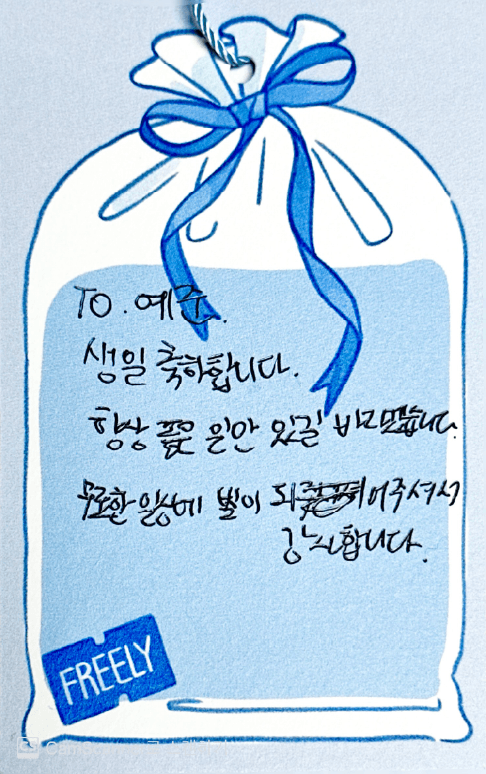 TO. 예준.
생일 축하합니다.
항상 좋은 일만 있길 바라겠습니다.
무료한 일상에 별이 되어주셔서
감사합니다.
FREELY